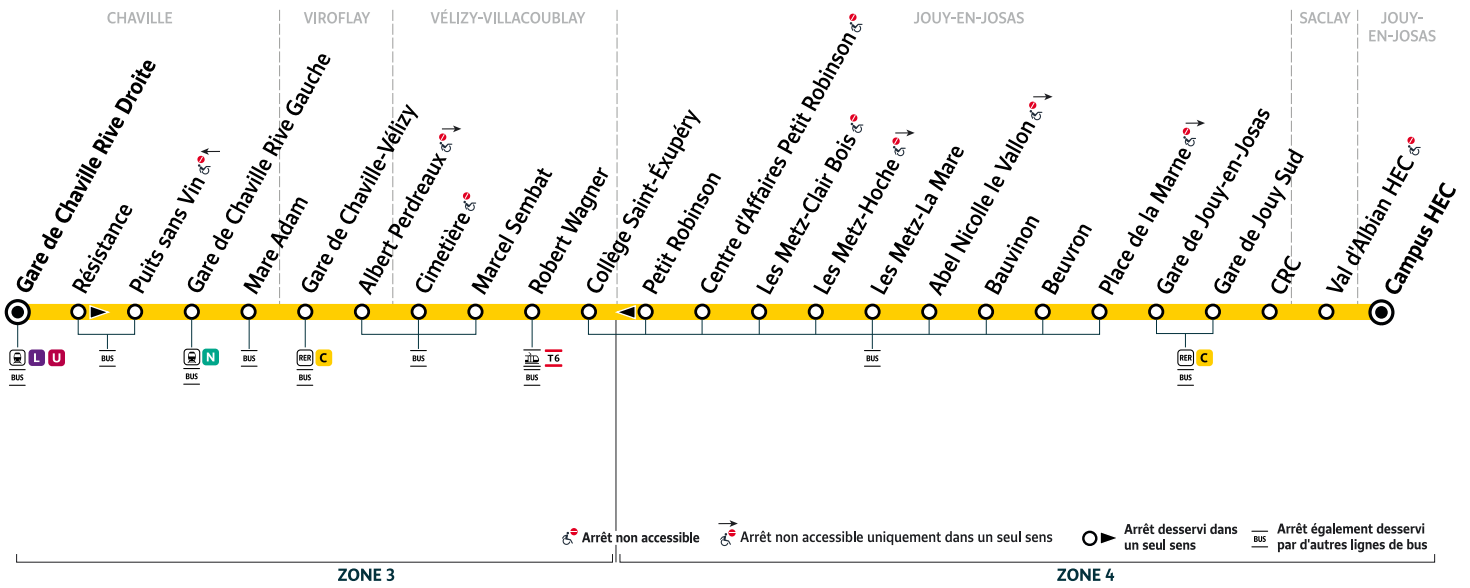 CHAVILLE
VIROFLAY
VÉLIZY-VILLACOUBLAY
JOUY-EN-JOSAS
SACLAY
JOUY-
EN-JOSAS
Gare de Chaville Rive Droite
Résistance
Puits sans Vin
Gare de Chaville Rive Gauche
Mare Adam
Gare de Chaville-Vélizy
Albert Perdreaux
Cimetière
Marcel Sembat
Robert Wagner
Collège Saint-Éxupéry
Petit Robinson
Centre d'Affaires Petit Robinson
Les Metz-Clair Bois
Les Metz-Hoche
Les Metz-La Mare
Abel Nicolle le Vallon
Bauvinon
Beuvron
Place de la Marne
Gare de Jouy-en-Josas
Gare de Jouy Sud
CRC
Val d'Albian HEC
Campus HEC
L U
BUS
BUS
N
BUS
BUS
RER C
BUS
BUS
T6
BUS
BUS
RER C
BUS
Arrêt non accessible
Arrêt non accessible uniquement dans un seul sens
Arrêt desservi dans
un seul sens
BUS
Arrêt également desservi
par d'autres lignes de bus
ZONE 3
ZONE 4